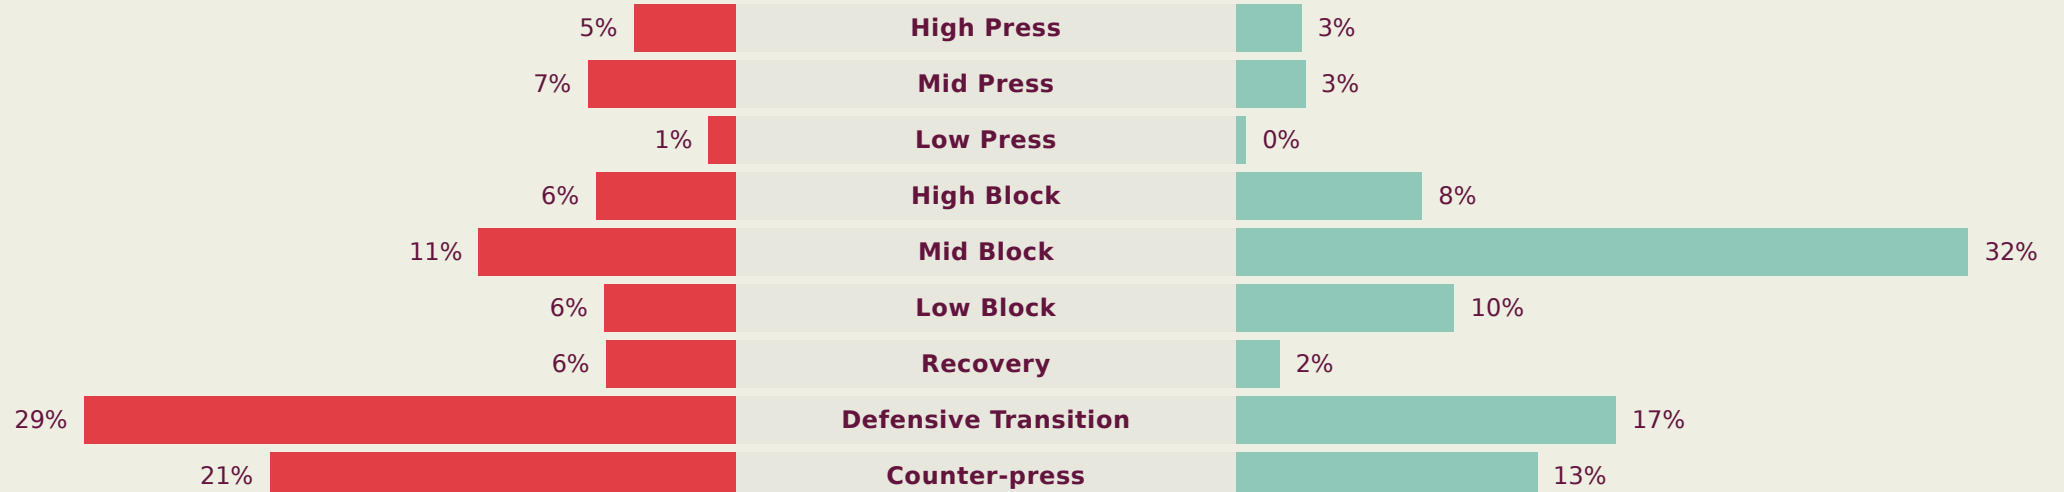 5% High Press 3%
7% Mid Press 3%
1% Low Press 0%
6% High Block 8%
11% Mid Block 32%
6% Low Block 10%
6% Recovery 2%
29% Defensive Transition 17%
21% Counter-press 13%